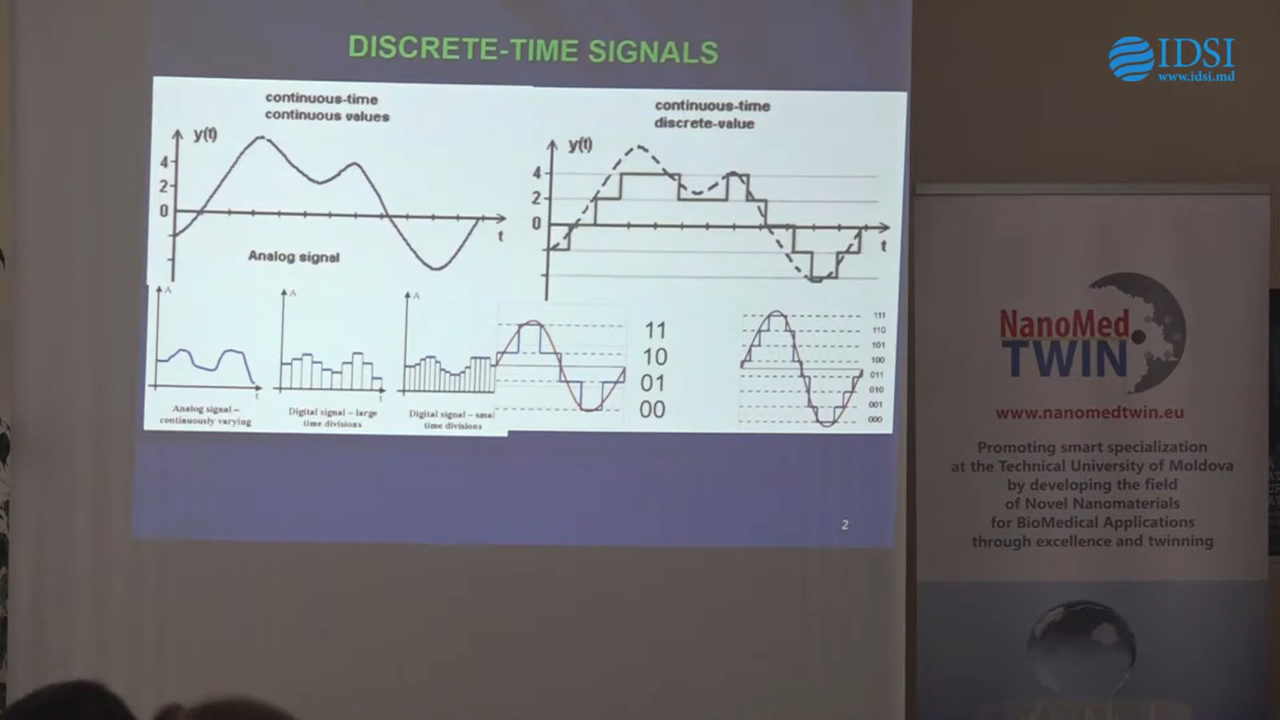 DISCRETE-TIME SIGNALS
IDSI
www.idsi.md
continuous-time
continuous values
y(t)
4
2
0
t
Analog signal
continuous-time
discrete-value
y(t)
4
2
0
t
A
t
Analog signal –
continuously varying
A
t
Digital signal – large
time divisions
A
Digital signal – smal
time divisions
11
10
01
00
111
110
101
100
011
010
001
000
2
NanoMed
TWIN
www.nanomedtwin.eu
Promoting smart specialization
at the Technical University of Moldova
by developing the field
of Novel Nanomaterials
for BioMedical Applications
through excellence and twinning